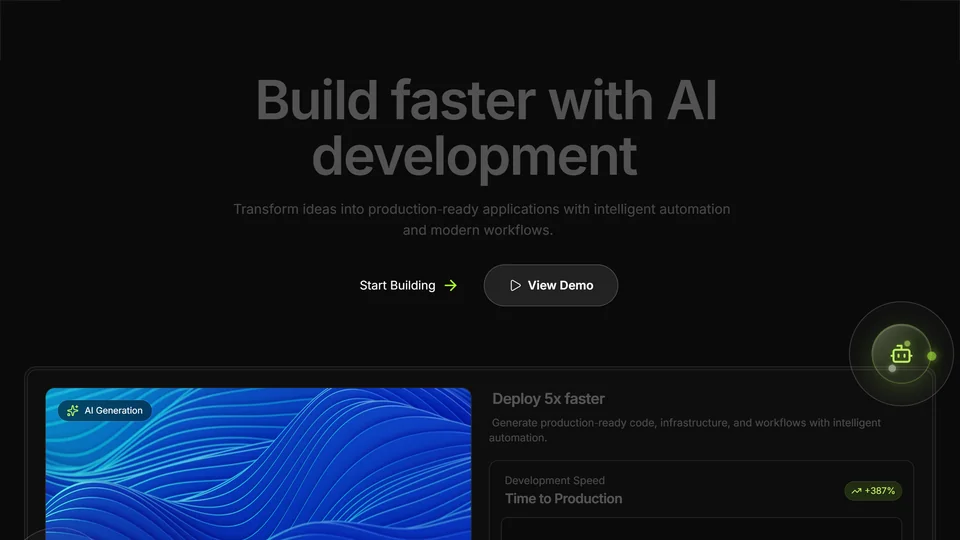 Build faster with AI
development
Transform ideas into production-ready applications with intelligent automation
and modern workflows.
Start Building
View Demo
AI Generation
Deploy 5x faster
Generate production-ready code, infrastructure, and workflows with intelligent
automation.
Development Speed
Time to Production
+387%